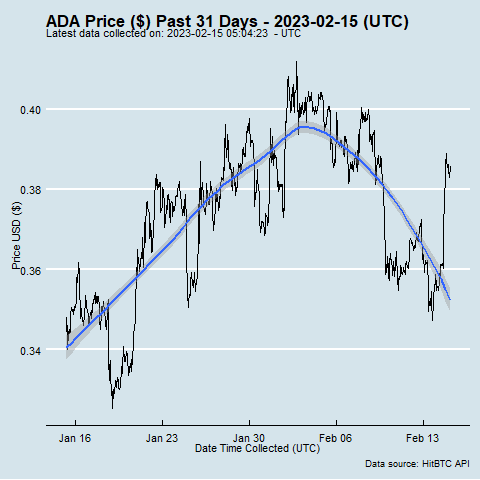 ADA Price ($) Past 31 Days - 2023-02-15 (UTC)
Latest data collected on: 2023-02-15 05:04:23  - UTC
Price USD ($)
0.40
0.38
0.36
0.34
Jan 16
Jan 23
Jan 30
Feb 06
Feb 13
Date Time Collected (UTC)
Data source: HitBTC API